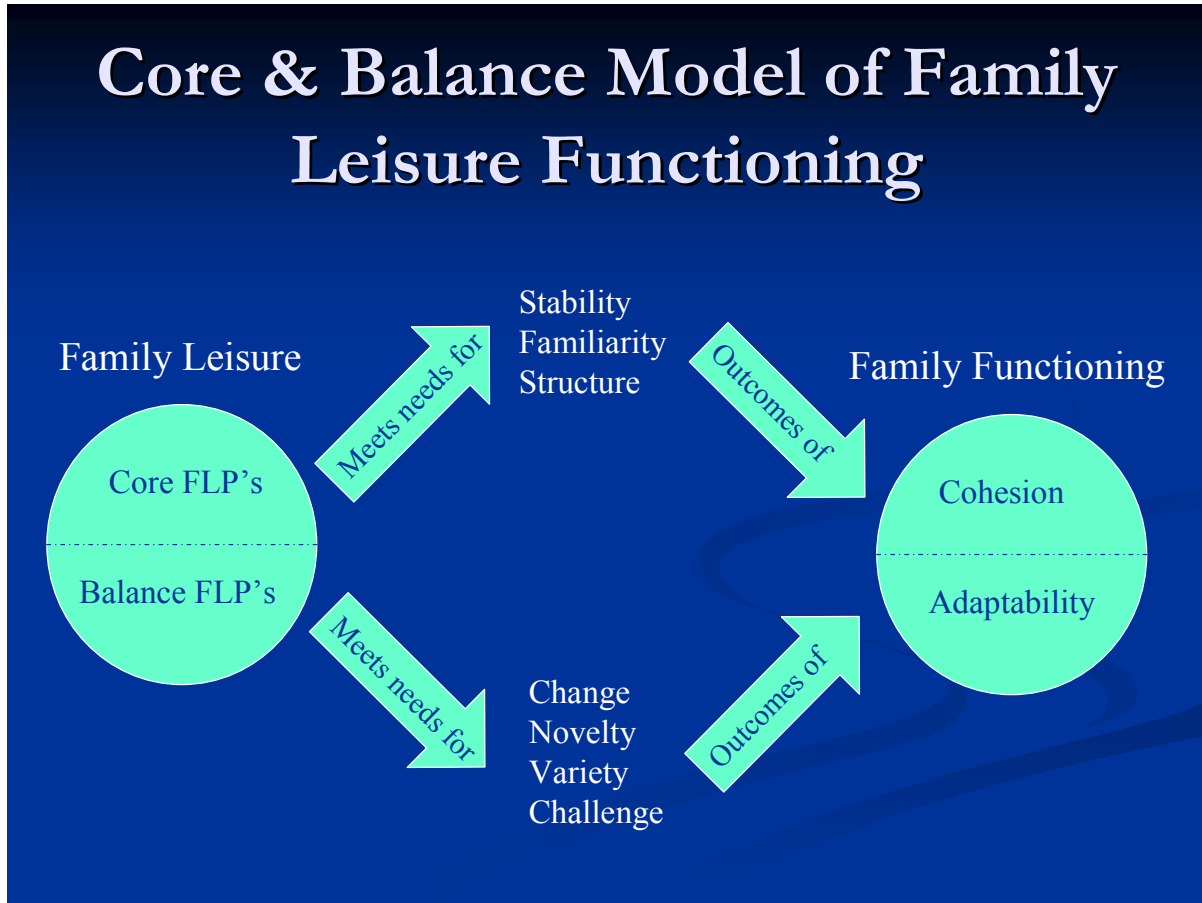 Core & Balance Model of Family
Leisure Functioning
Family Leisure
Core FLP's
Balance FLP's
Meets needs for
Stability
Familiarity
Structure
Outcomes of
Meets needs for
Change
Novelty
Variety
Challenge
Outcomes of
Family Functioning
Cohesion
Adaptability